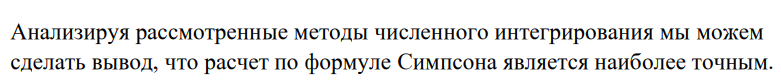 Анализируя рассмотренные методы численного интегрирования мы можем
сделать вывод, что расчет по формуле Симпсона является наиболее точным.